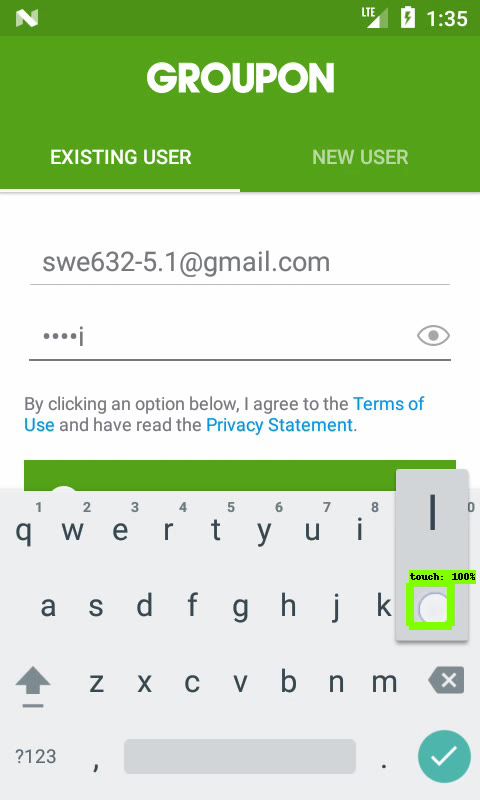 LTE 1:35
GROUPON
EXISTING USER NEW USER
swe632-5.1@gmail.com
••••i
By clicking an option below, I agree to the Terms of
Use and have read the Privacy Statement.
1 2 3 4 5 6 7 8 0
q w e r t y u i l
touch: 100%
a s d f g h j k
z x c v b n m
?123 , .